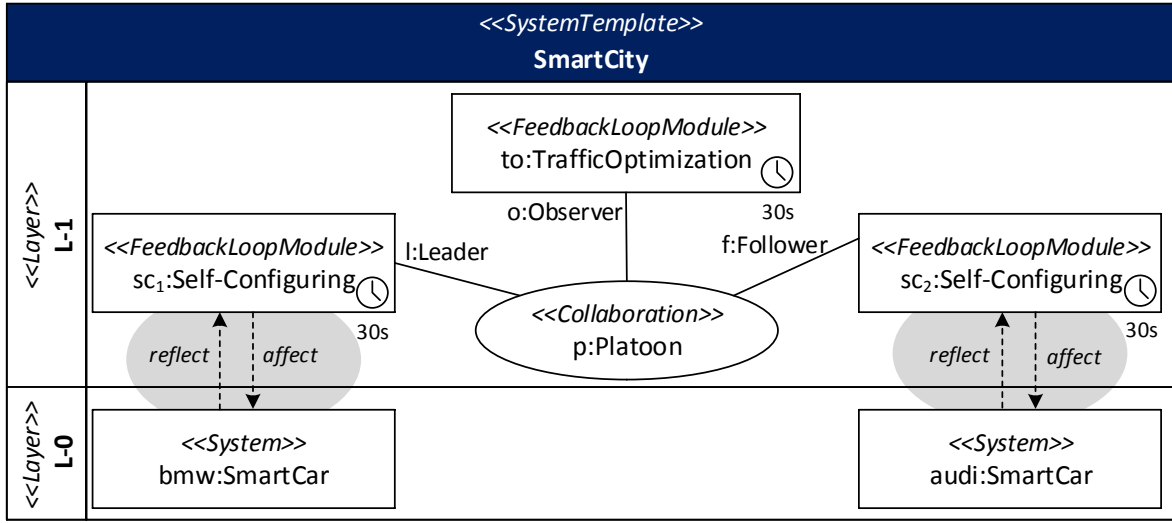 <<SystemTemplate>>
SmartCity
<<Layer>>
L-1
<<FeedbackLoopModule>>
to:TrafficOptimization
30s
o:Observer
<<FeedbackLoopModule>>
sc₁:Self-Configuring
30s
l:Leader
f:Follower
<<FeedbackLoopModule>>
sc₂:Self-Configuring
30s
<<Collaboration>>
p:Platoon
reflect
affect
reflect
affect
<<Layer>>
L-0
<<System>>
bmw:SmartCar
<<System>>
audi:SmartCar